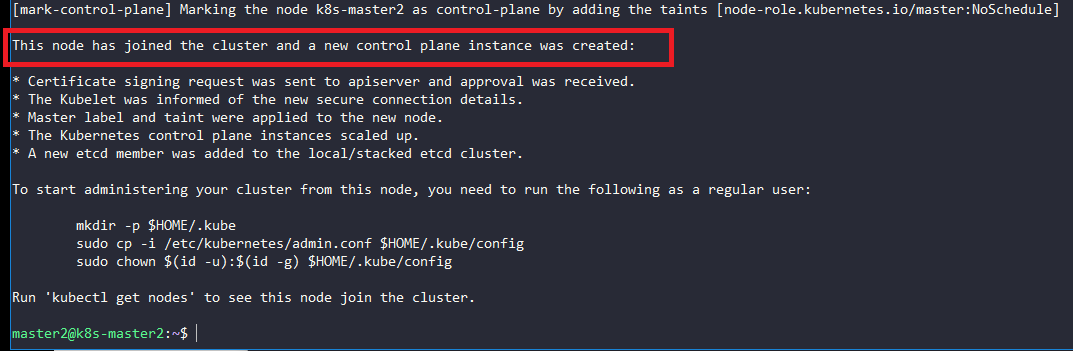 [mark-control-plane] Marking the node k8s-master2 as control-plane by adding the taints [node-role.kubernetes.io/master:NoSchedule]
This node has joined the cluster and a new control plane instance was created:
* Certificate signing request was sent to apiserver and approval was received.
* The Kubelet was informed of the new secure connection details.
* Master label and taint were applied to the new node.
* The Kubernetes control plane instances scaled up.
* A new etcd member was added to the local/stacked etcd cluster.
To start administering your cluster from this node, you need to run the following as a regular user:
mkdir -p $HOME/.kube
sudo cp -i /etc/kubernetes/admin.conf $HOME/.kube/config
sudo chown $(id -u):$(id -g) $HOME/.kube/config
Run 'kubectl get nodes' to see this node join the cluster.
master2@k8s-master2:~$